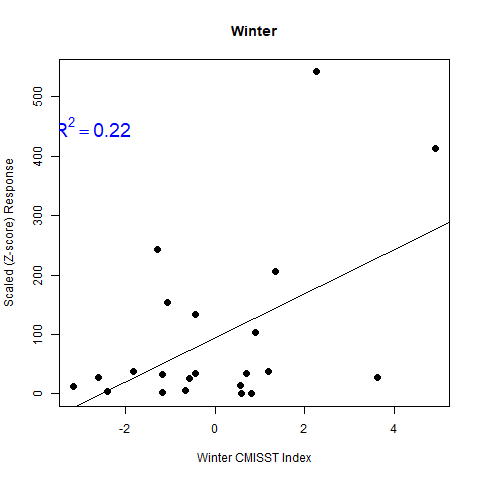 Winter
R² = 0.22
Scaled (Z-score) Response
0
100
200
300
400
500
-2
0
2
4
Winter CMISST Index